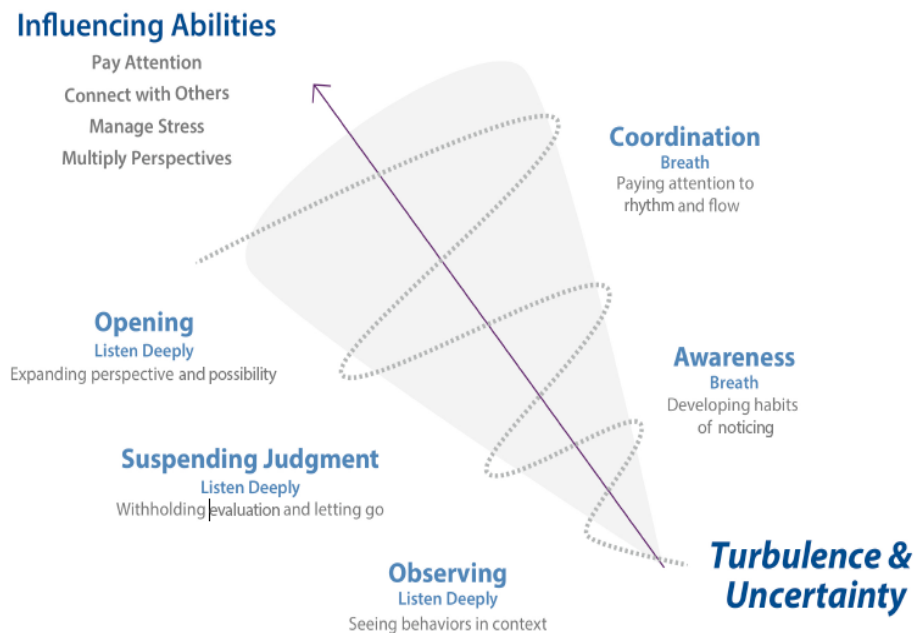 Influencing Abilities
Pay Attention
Connect with Others
Manage Stress
Multiply Perspectives
Coordination
Breath
Paying attention to
rhythm and flow
Opening
Listen Deeply
Expanding perspective and possibility
Awareness
Breath
Developing habits
of noticing
Suspending Judgment
Listen Deeply
Withholding evaluation and letting go
Observing
Listen Deeply
Seeing behaviors in context
Turbulence &
Uncertainty